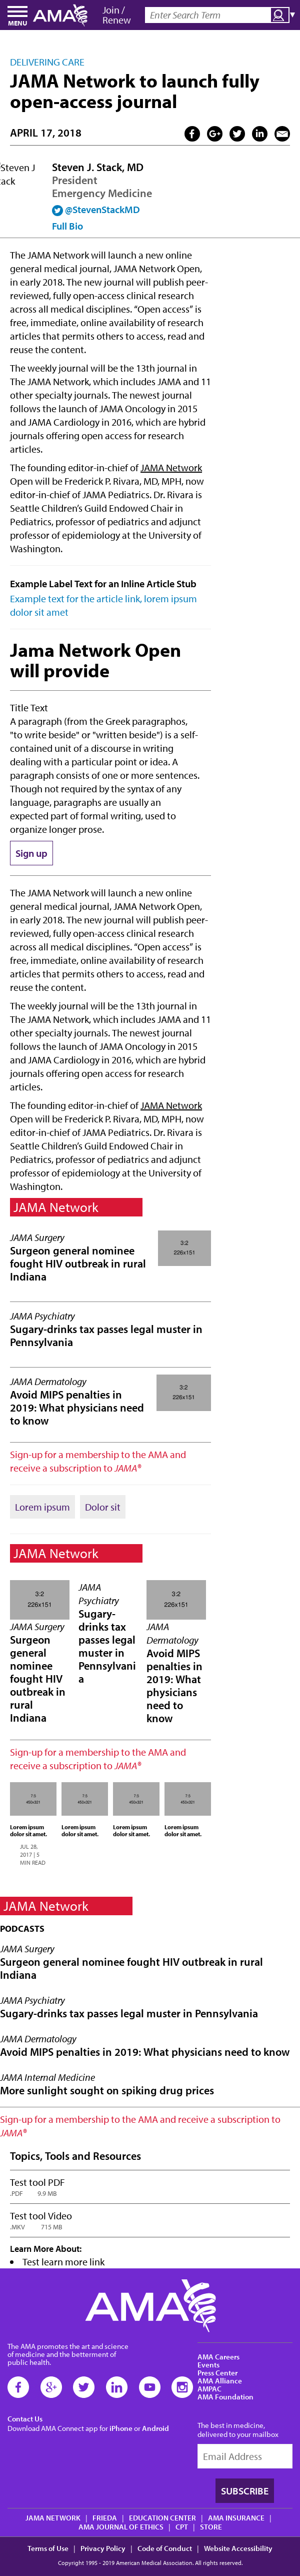 MENU
AMA
Join /
Renew
Enter Search Term
DELIVERING CARE
JAMA Network to launch fully
open-access journal
APRIL 17, 2018
Steven J
tack
Steven J. Stack, MD
President
Emergency Medicine
@StevenStackMD
Full Bio
The JAMA Network will launch a new online
general medical journal, JAMA Network Open,
in early 2018. The new journal will publish peer-
reviewed, fully open-access clinical research
across all medical disciplines. “Open access” is
free, immediate, online availability of research
articles that permits others to access, read and
reuse the content.
The weekly journal will be the 13th journal in
The JAMA Network, which includes JAMA and 11
other specialty journals. The newest journal
follows the launch of JAMA Oncology in 2015
and JAMA Cardiology in 2016, which are hybrid
journals offering open access for research
articles.
The founding editor-in-chief of JAMA Network
Open will be Frederick P. Rivara, MD, MPH, now
editor-in-chief of JAMA Pediatrics. Dr. Rivara is
Seattle Children’s Guild Endowed Chair in
Pediatrics, professor of pediatrics and adjunct
professor of epidemiology at the University of
Washington.
Example Label Text for an Inline Article Stub
Example text for the article link, lorem ipsum
dolor sit amet
Jama Network Open
will provide
Title Text
A paragraph (from the Greek paragraphos,
"to write beside" or "written beside") is a self-
contained unit of a discourse in writing
dealing with a particular point or idea. A
paragraph consists of one or more sentences.
Though not required by the syntax of any
language, paragraphs are usually an
expected part of formal writing, used to
organize longer prose.
Sign up
The JAMA Network will launch a new online
general medical journal, JAMA Network Open,
in early 2018. The new journal will publish peer-
reviewed, fully open-access clinical research
across all medical disciplines. “Open access” is
free, immediate, online availability of research
articles that permits others to access, read and
reuse the content.
The weekly journal will be the 13th journal in
The JAMA Network, which includes JAMA and 11
other specialty journals. The newest journal
follows the launch of JAMA Oncology in 2015
and JAMA Cardiology in 2016, which are hybrid
journals offering open access for research
articles.
The founding editor-in-chief of JAMA Network
Open will be Frederick P. Rivara, MD, MPH, now
editor-in-chief of JAMA Pediatrics. Dr. Rivara is
Seattle Children’s Guild Endowed Chair in
Pediatrics, professor of pediatrics and adjunct
professor of epidemiology at the University of
Washington.
JAMA Network
JAMA Surgery
Surgeon general nominee
fought HIV outbreak in rural
Indiana
3:2
226x151
JAMA Psychiatry
Sugary-drinks tax passes legal muster in
Pennsylvania
JAMA Dermatology
Avoid MIPS penalties in
2019: What physicians need
to know
3:2
226x151
Sign-up for a membership to the AMA and
receive a subscription to JAMA®
Lorem ipsum
Dolor sit
JAMA Network
3:2
226x151
JAMA Surgery
Surgeon
general
nominee
fought HIV
outbreak in
rural
Indiana
JAMA
Psychiatry
Sugary-
drinks tax
passes legal
muster in
Pennsylvani
a
3:2
226x151
JAMA
Dermatology
Avoid MIPS
penalties in
2019: What
physicians
need to
know
Sign-up for a membership to the AMA and
receive a subscription to JAMA®
Lorem ipsum
dolor sit amet.
JUL 28,
2017 | 5
MIN READ
Lorem ipsum
dolor sit amet.
Lorem ipsum
dolor sit amet.
Lorem ipsum
dolor sit amet.
JAMA Network
PODCASTS
JAMA Surgery
Surgeon general nominee fought HIV outbreak in rural
Indiana
JAMA Psychiatry
Sugary-drinks tax passes legal muster in Pennsylvania
JAMA Dermatology
Avoid MIPS penalties in 2019: What physicians need to know
JAMA Internal Medicine
More sunlight sought on spiking drug prices
Sign-up for a membership to the AMA and receive a subscription to
JAMA®
Topics, Tools and Resources
Test tool PDF
.PDF 9.9 MB
Test tool Video
.MKV 715 MB
Learn More About:
• Test learn more link
AMA
The AMA promotes the art and science
of medicine and the betterment of
public health.
Contact Us
Download AMA Connect app for iPhone or Android
AMA Careers
Events
Press Center
AMA Alliance
AMPAC
AMA Foundation
The best in medicine,
delivered to your mailbox
Email Address
SUBSCRIBE
JAMA NETWORK | FRIEDA | EDUCATION CENTER | AMA INSURANCE |
AMA JOURNAL OF ETHICS | CPT | STORE
Terms of Use | Privacy Policy | Code of Conduct | Website Accessibility
Copyright 1995 - 2019 American Medical Association. All rights reserved.